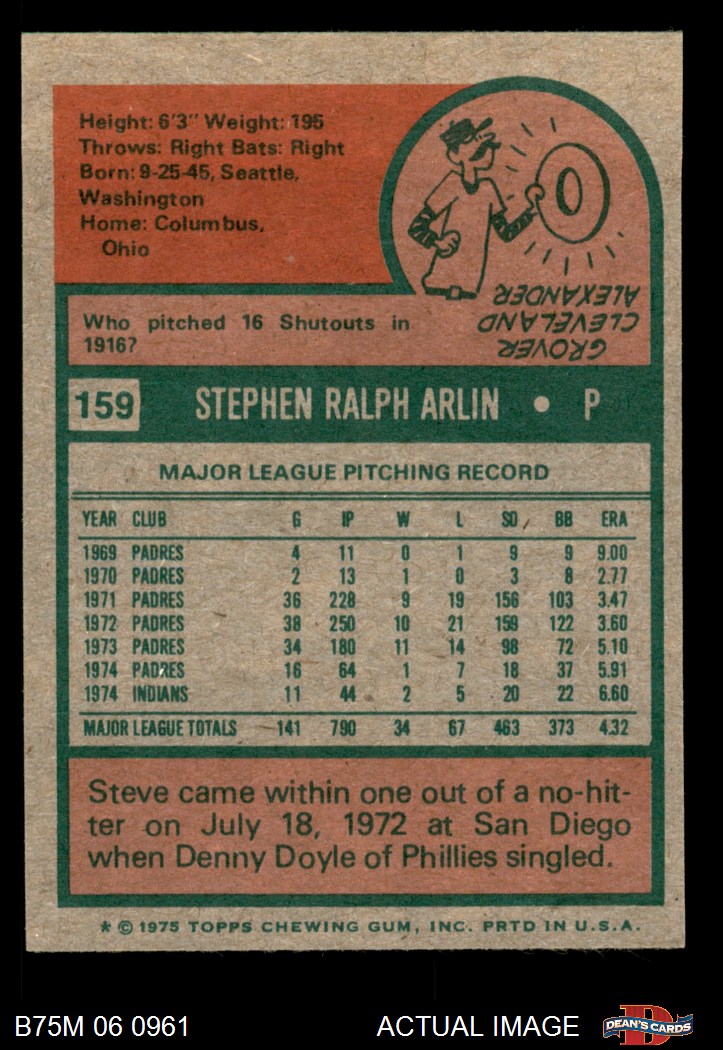 Height: 6'3" Weight: 195
Throws: Right Bats: Right
Born: 9-25-45, Seattle,
Washington
Home: Columbus,
Ohio
0
Who pitched 16 Shutouts in
1916?
GROVER
CLEVELAND
ALEXANDER
159 STEPHEN RALPH ARLIN • P
MAJOR LEAGUE PITCHING RECORD
YEAR CLUB G IP W L SO BB ERA
1969 PADRES 4 11 0 1 9 9 9.00
1970 PADRES 2 13 1 0 3 8 2.77
1971 PADRES 36 228 9 19 156 103 3.47
1972 PADRES 38 250 10 21 159 122 3.60
1973 PADRES 34 180 11 14 98 72 5.10
1974 PADRES 16 64 1 7 18 37 5.91
1974 INDIANS 11 44 2 5 20 22 6.60
MAJOR LEAGUE TOTALS 141 790 34 67 463 373 4.32
Steve came within one out of a no-hit-
ter on July 18, 1972 at San Diego
when Denny Doyle of Phillies singled.
* © 1975 TOPPS CHEWING GUM, INC. PRTD IN U.S.A.
B75M 06 0961 ACTUAL IMAGE D DEAN'S CARDS